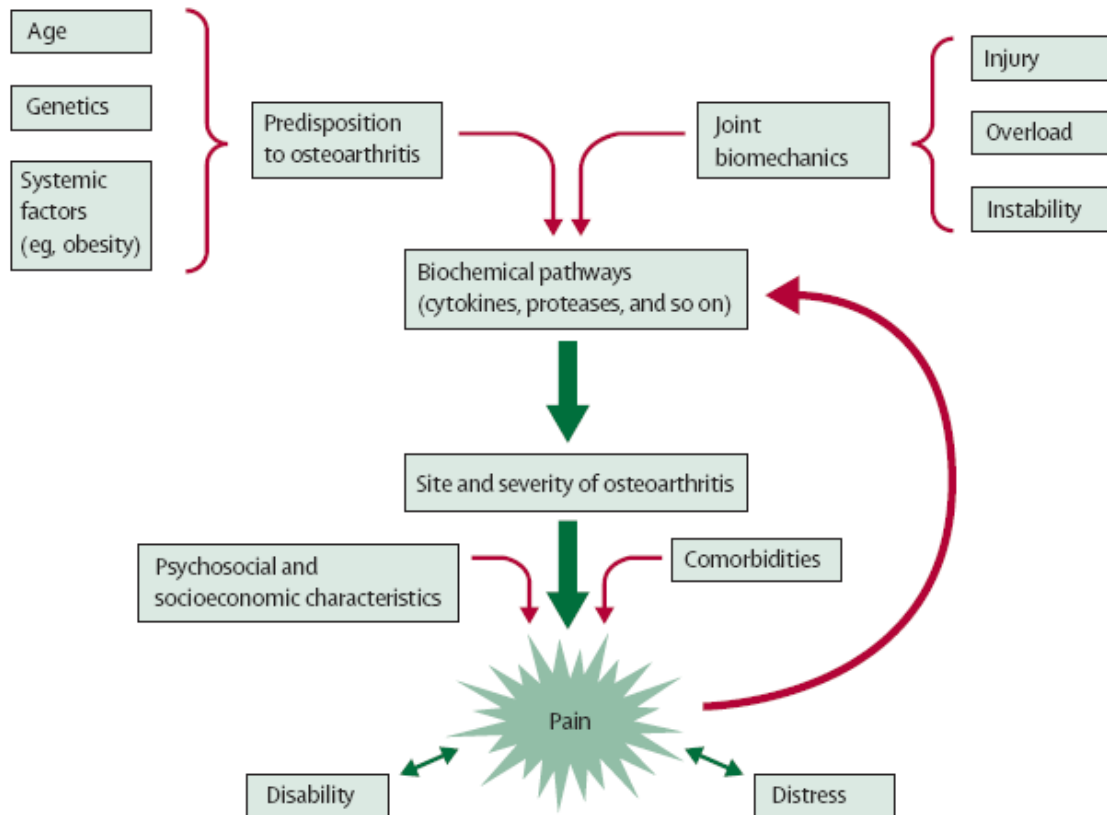 Age
Genetics
Systemic
factors
(eg, obesity)
Predisposition
to osteoarthritis
Joint
biomechanics
Injury
Overload
Instability
Biochemical pathways
(cytokines, proteases, and so on)
Site and severity of osteoarthritis
Psychosocial and
socioeconomic characteristics
Comorbidities
Pain
Disability
Distress